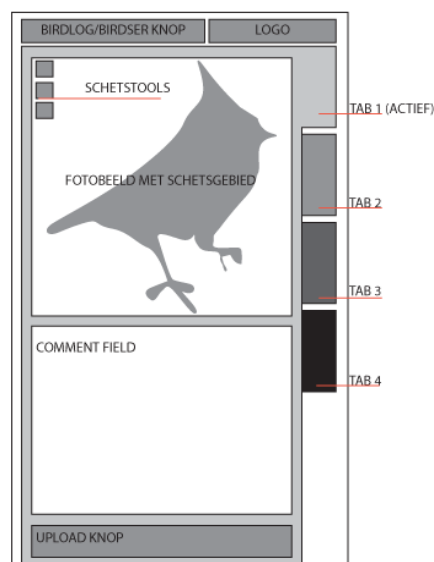 BIRDLOG/BIRDSER KNOP
LOGO
SCHETSTOOLS
TAB 1 (ACTIEF)
FOTOBEELD MET SCHETSGEBIED
TAB 2
TAB 3
COMMENT FIELD
TAB 4
UPLOAD KNOP